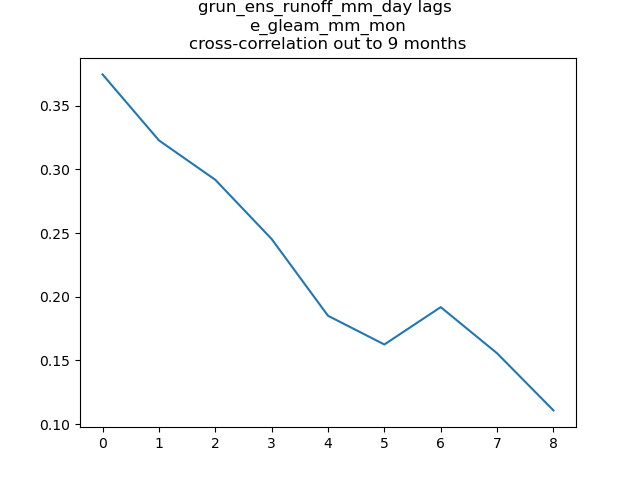 grun_ens_runoff_mm_day lags
e_gleam_mm_mon
cross-correlation out to 9 months
0.35
0.30
0.25
0.20
0.15
0.10
0 1 2 3 4 5 6 7 8